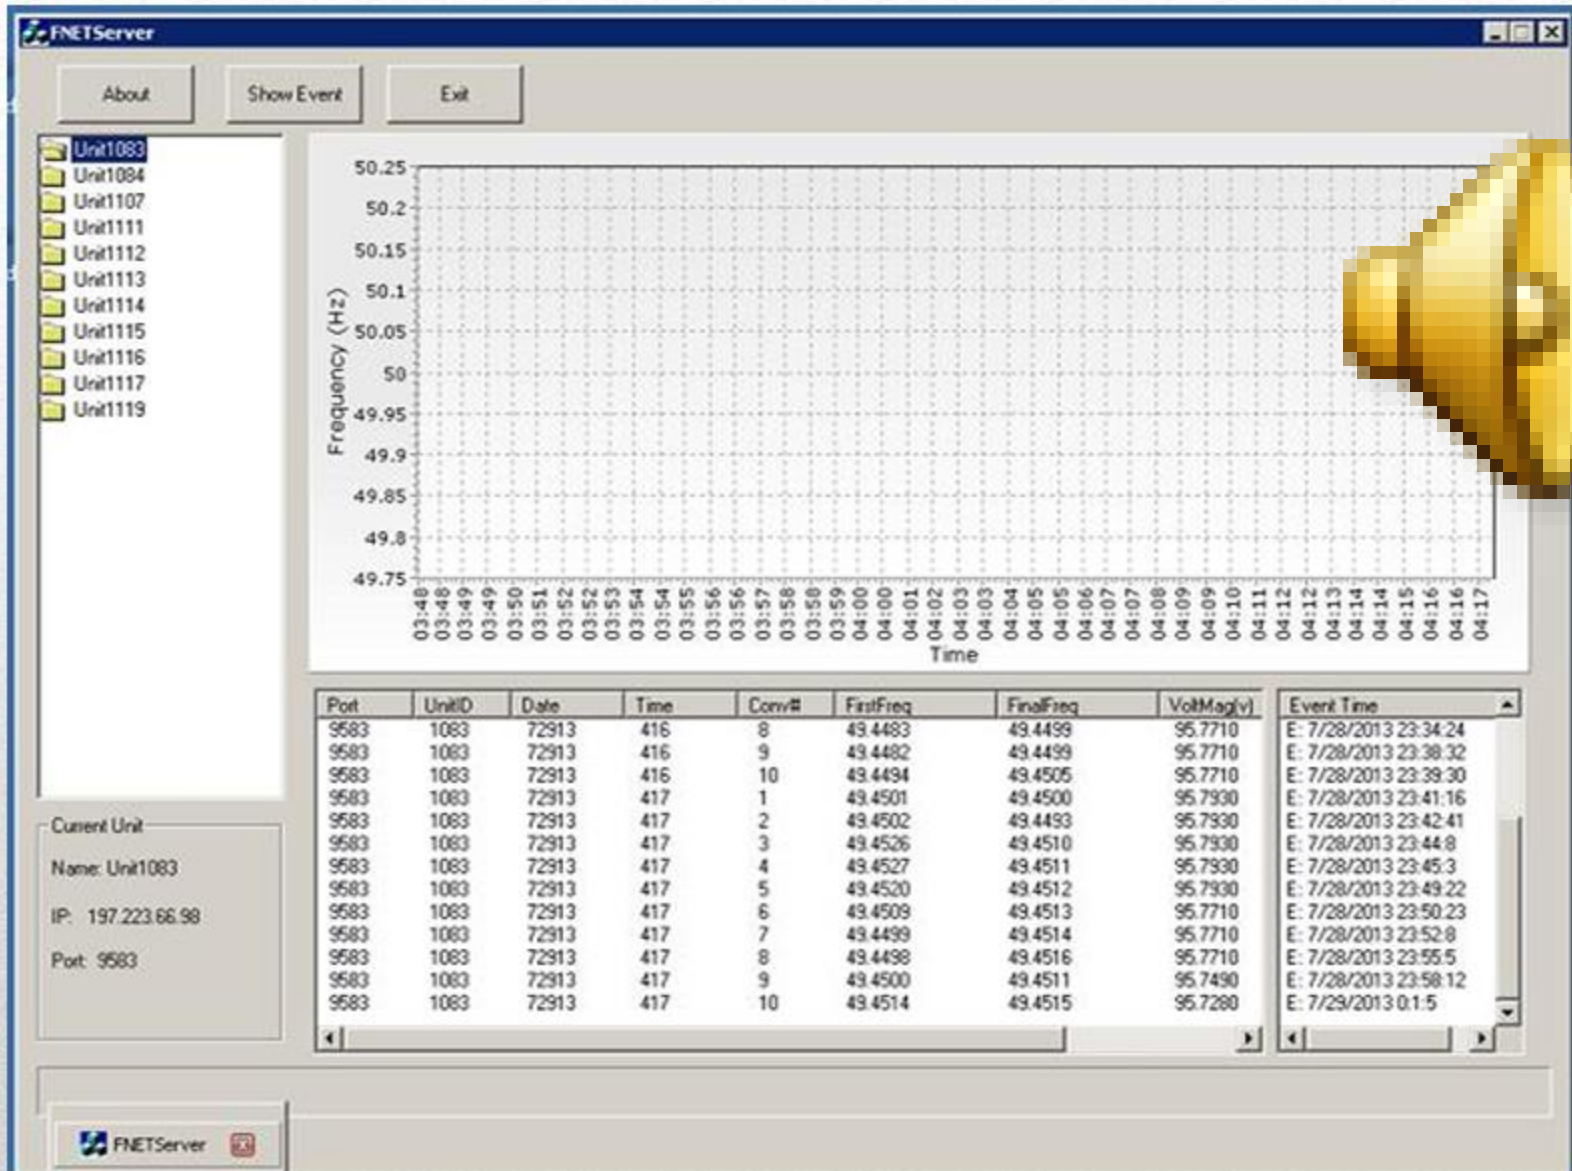 FNETServer
About Show Event Exit
Unit1083
Unit1084
Unit1107
Unit1111
Unit1112
Unit1113
Unit1114
Unit1115
Unit1116
Unit1117
Unit1119
Frequency (Hz)
50.25
50.2
50.15
50.1
50.05
50
49.95
49.9
49.85
49.8
49.75
03:48 03:48 03:49 03:49 03:50 03:51 03:52 03:52 03:53 03:54 03:54 03:55 03:56 03:56 03:57 03:58 03:58 03:59 04:00 04:00 04:01 04:02 04:03 04:03 04:04 04:05 04:05 04:06 04:07 04:07 04:08 04:09 04:09 04:10 04:11 04:12 04:12 04:13 04:14 04:14 04:15 04:16 04:16 04:17
Time
Port UnitID Date Time Conv# FirstFreq FinalFreq VoltMag(v)
9583 1083 72913 416 8 49.4483 49.4499 95.7710
9583 1083 72913 416 9 49.4482 49.4499 95.7710
9583 1083 72913 416 10 49.4494 49.4505 95.7710
9583 1083 72913 417 1 49.4501 49.4500 95.7930
9583 1083 72913 417 2 49.4502 49.4493 95.7930
9583 1083 72913 417 3 49.4526 49.4510 95.7930
9583 1083 72913 417 4 49.4527 49.4511 95.7930
9583 1083 72913 417 5 49.4520 49.4512 95.7930
9583 1083 72913 417 6 49.4509 49.4513 95.7710
9583 1083 72913 417 7 49.4499 49.4514 95.7710
9583 1083 72913 417 8 49.4498 49.4516 95.7710
9583 1083 72913 417 9 49.4500 49.4511 95.7490
9583 1083 72913 417 10 49.4514 49.4515 95.7280
Event Time
E: 7/28/2013 23:34:24
E: 7/28/2013 23:38:32
E: 7/28/2013 23:39:30
E: 7/28/2013 23:41:16
E: 7/28/2013 23:42:41
E: 7/28/2013 23:44:8
E: 7/28/2013 23:45:3
E: 7/28/2013 23:49:22
E: 7/28/2013 23:50:23
E: 7/28/2013 23:52:8
E: 7/28/2013 23:55:5
E: 7/28/2013 23:58:12
E: 7/29/2013 0:1:5
Current Unit
Name: Unit1083
IP: 197.223.66.98
Port: 9583
FNETServer